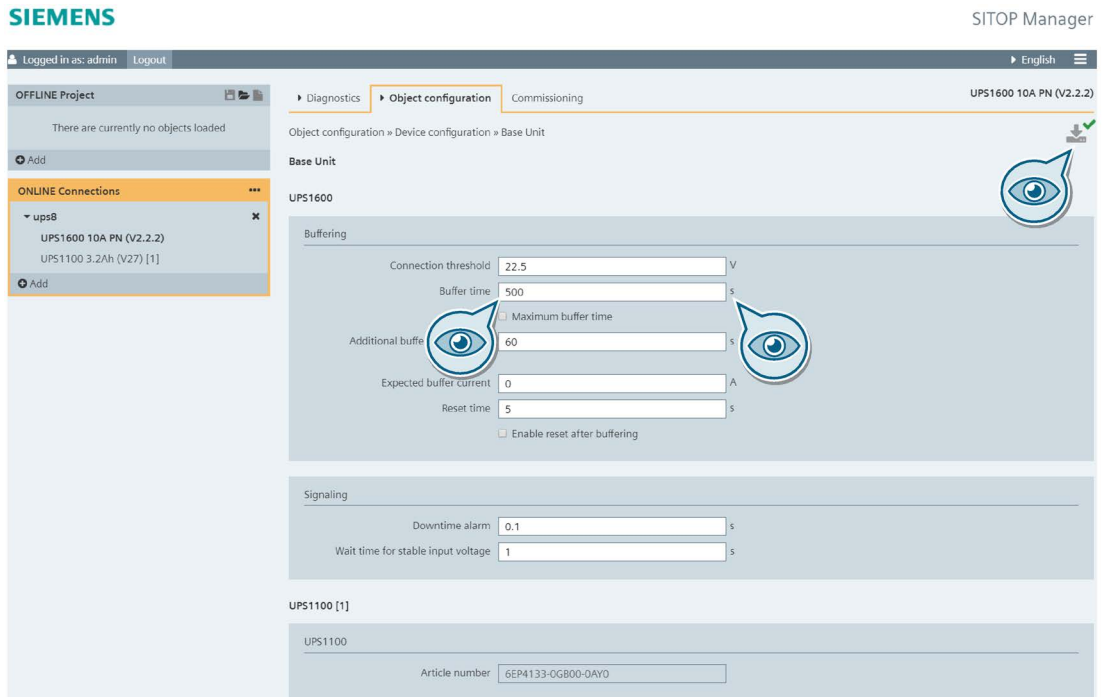 SIEMENS
SITOP Manager
Logged in as: admin Logout
English
OFFLINE Project
There are currently no objects loaded
Add
ONLINE Connections
ups8
UPS1600 10A PN (V2.2.2)
UPS1100 3.2Ah (V27) [1]
Add
Diagnostics Object configuration Commissioning
UPS1600 10A PN (V2.2.2)
Object configuration » Device configuration » Base Unit
Base Unit
UPS1600
Buffering
Connection threshold 22.5 V
Buffer time 500 s
Maximum buffer time
Additional buffe 60 s
Expected buffer current 0 A
Reset time 5 s
Enable reset after buffering
Signaling
Downtime alarm 0.1 s
Wait time for stable input voltage 1 s
UPS1100 [1]
UPS1100
Article number 6EP4133-0GB00-0AY0